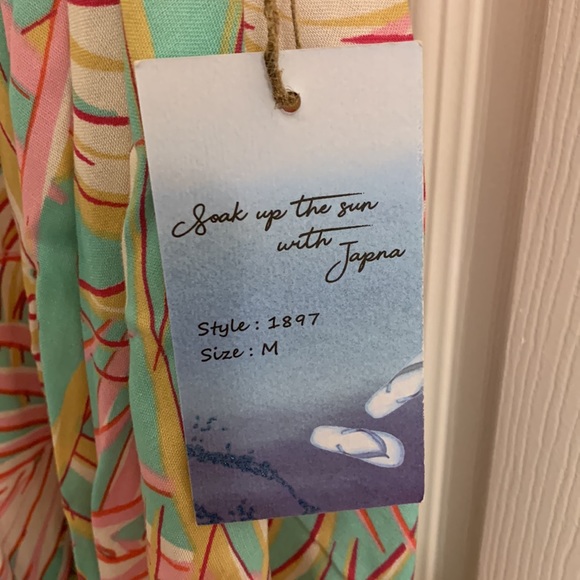 Soak up the sun
with
Japna
Style : 1897
Size : M